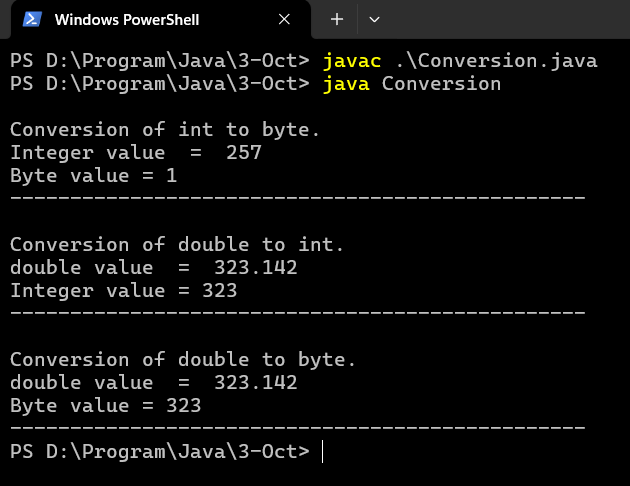 Windows PowerShell
PS D:\Program\Java\3-Oct> javac .\Conversion.java
PS D:\Program\Java\3-Oct> java Conversion
Conversion of int to byte.
Integer value  =  257
Byte value = 1
------------------------------------------------
Conversion of double to int.
double value  =  323.142
Integer value = 323
------------------------------------------------
Conversion of double to byte.
double value  =  323.142
Byte value = 323
------------------------------------------------
PS D:\Program\Java\3-Oct>